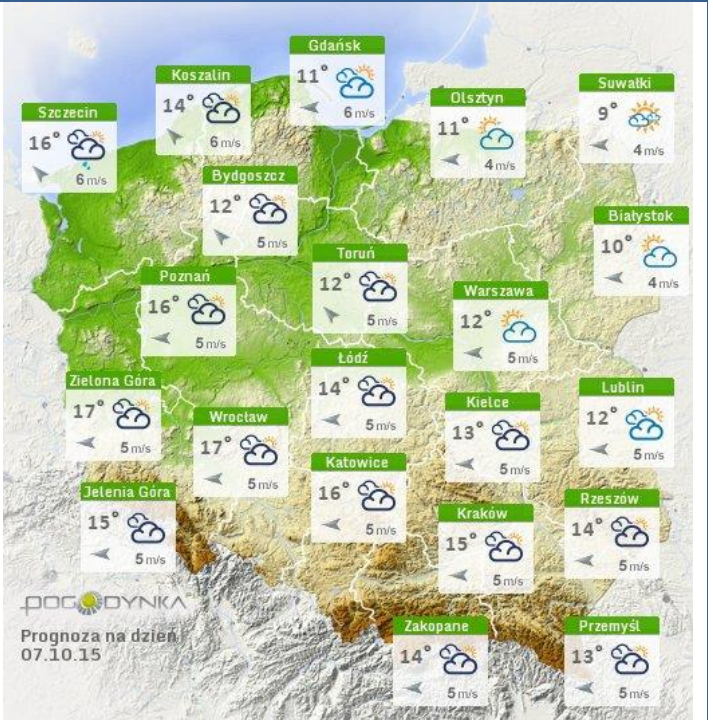 Gdańsk
11°
6 m/s
Koszalin
14°
6 m/s
Suwałki
9°
4 m/s
Olsztyn
11°
4 m/s
Szczecin
16°
6 m/s
Bydgoszcz
12°
5 m/s
Białystok
10°
4 m/s
Toruń
12°
5 m/s
Poznań
16°
5 m/s
Warszawa
12°
5 m/s
Łódź
14°
5 m/s
Zielona Góra
17°
5 m/s
Lublin
12°
5 m/s
Kielce
13°
5 m/s
Wrocław
17°
5 m/s
Katowice
16°
5 m/s
Jelenia Góra
15°
5 m/s
Rzeszów
14°
5 m/s
Kraków
15°
5 m/s
POGODYNKA
Prognoza na dzień
07.10.15
Zakopane
14°
5 m/s
Przemyśl
13°
5 m/s